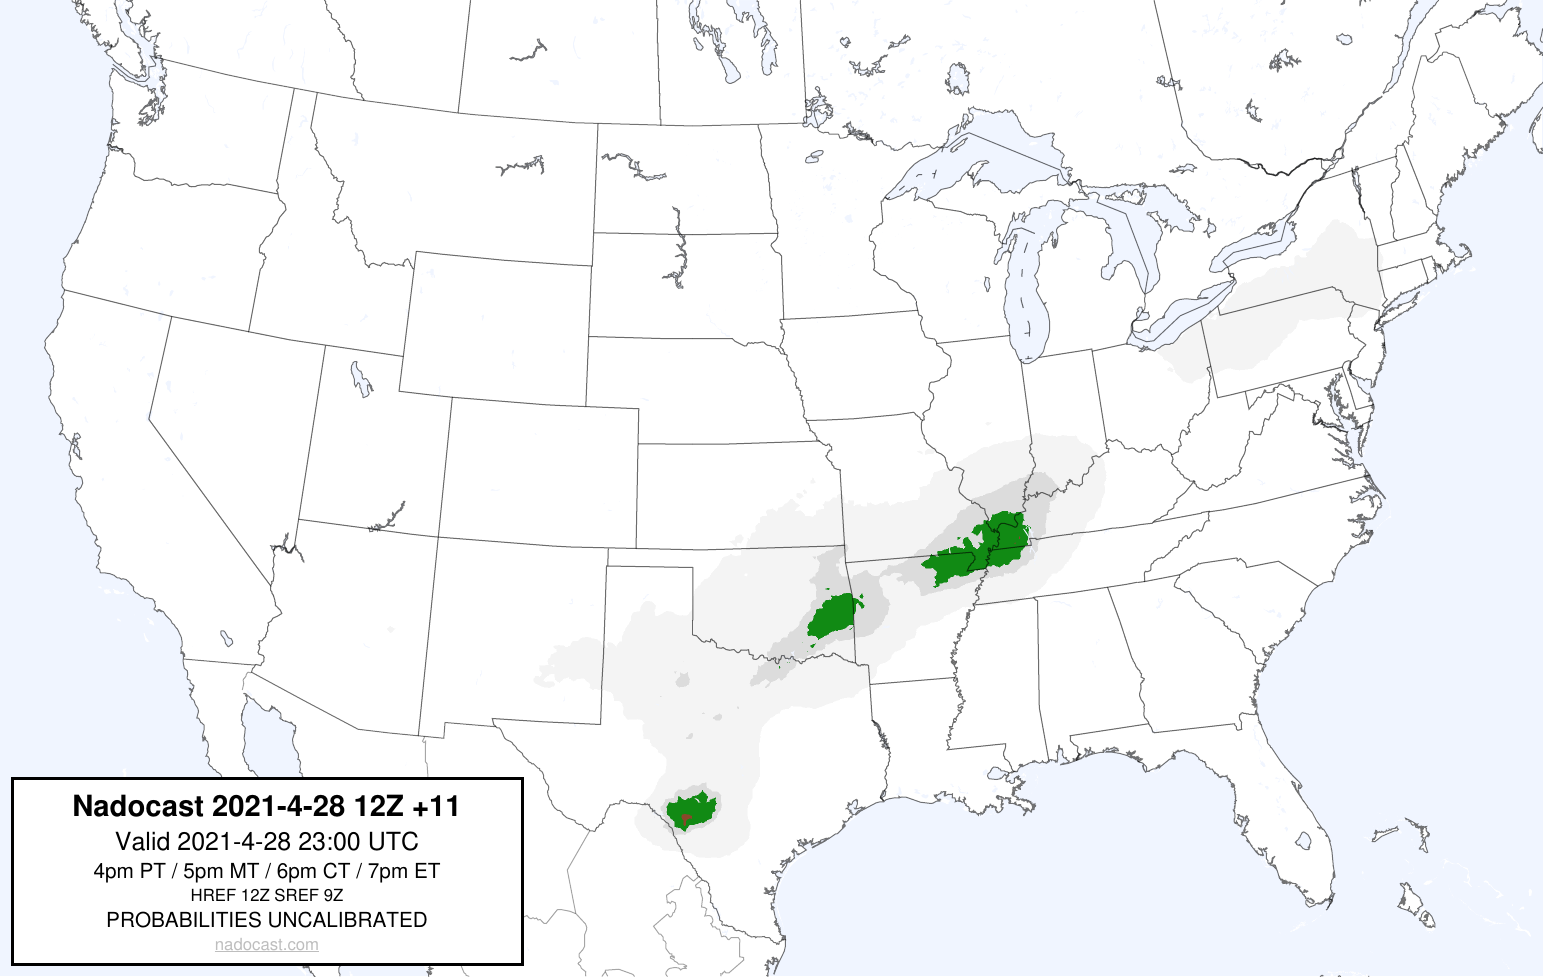 Nadocast 2021-4-28 12Z +11
Valid 2021-4-28 23:00 UTC
4pm PT / 5pm MT / 6pm CT / 7pm ET
HREF 12Z SREF 9Z
PROBABILITIES UNCALIBRATED
nadocast.com